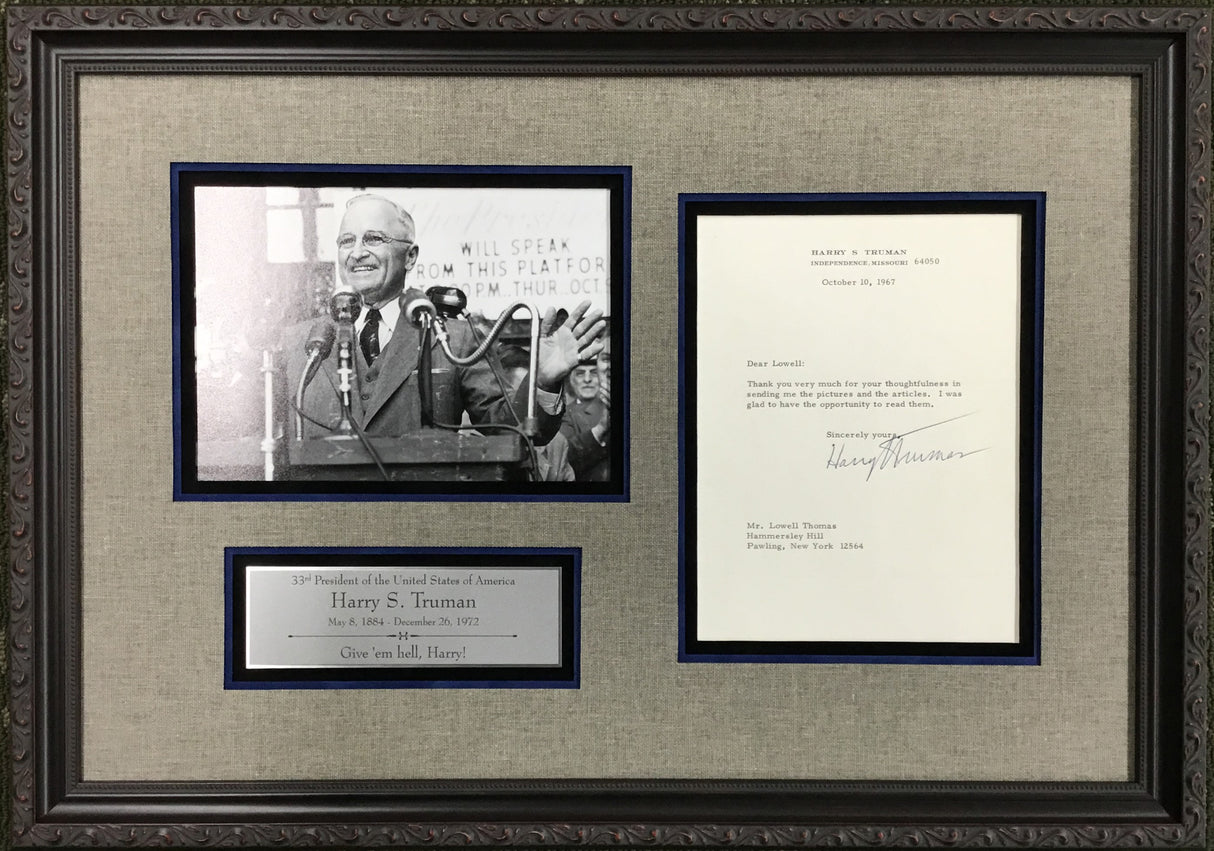 The President
WILL SPEAK
ROM THIS PLATFOR
P.M...THUR..OCT
33rd President of the United States of America
Harry S. Truman
May 8, 1884 - December 26, 1972
Give 'em hell, Harry!
HARRY S TRUMAN
INDEPENDENCE, MISSOURI 64050
October 10, 1967
Dear Lowell:
Thank you very much for your thoughtfulness in
sending me the pictures and the articles. I was
glad to have the opportunity to read them.
Sincerely yours,
Harry S Truman
Mr. Lowell Thomas
Hammersley Hill
Pawling, New York 12564